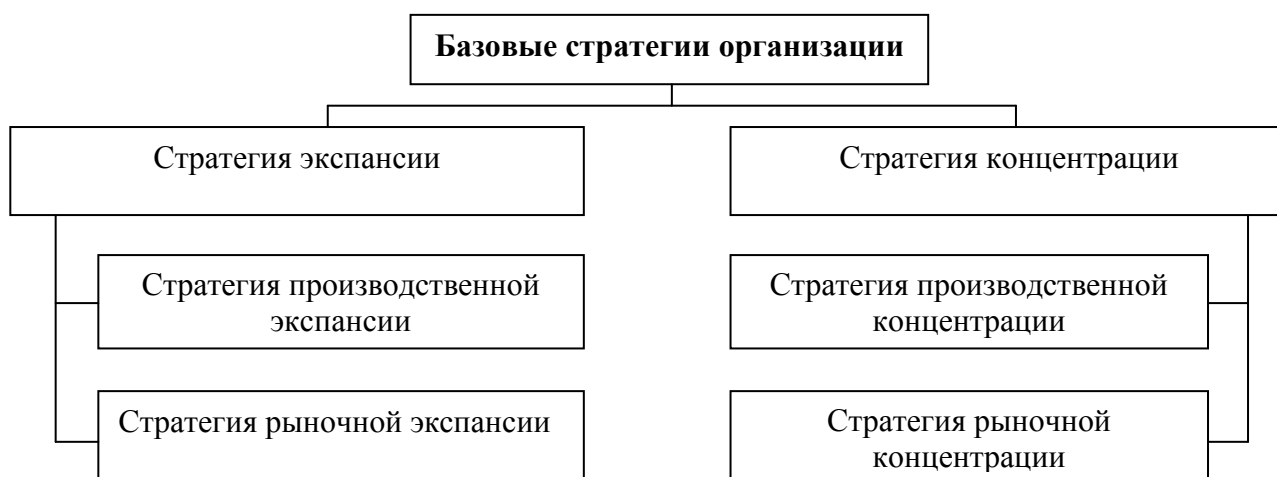 Базовые стратегии организации
Стратегия экспансии
Стратегия концентрации
Стратегия производственной
экспансии
Стратегия производственной
концентрации
Стратегия рыночной экспансии
Стратегия рыночной
концентрации